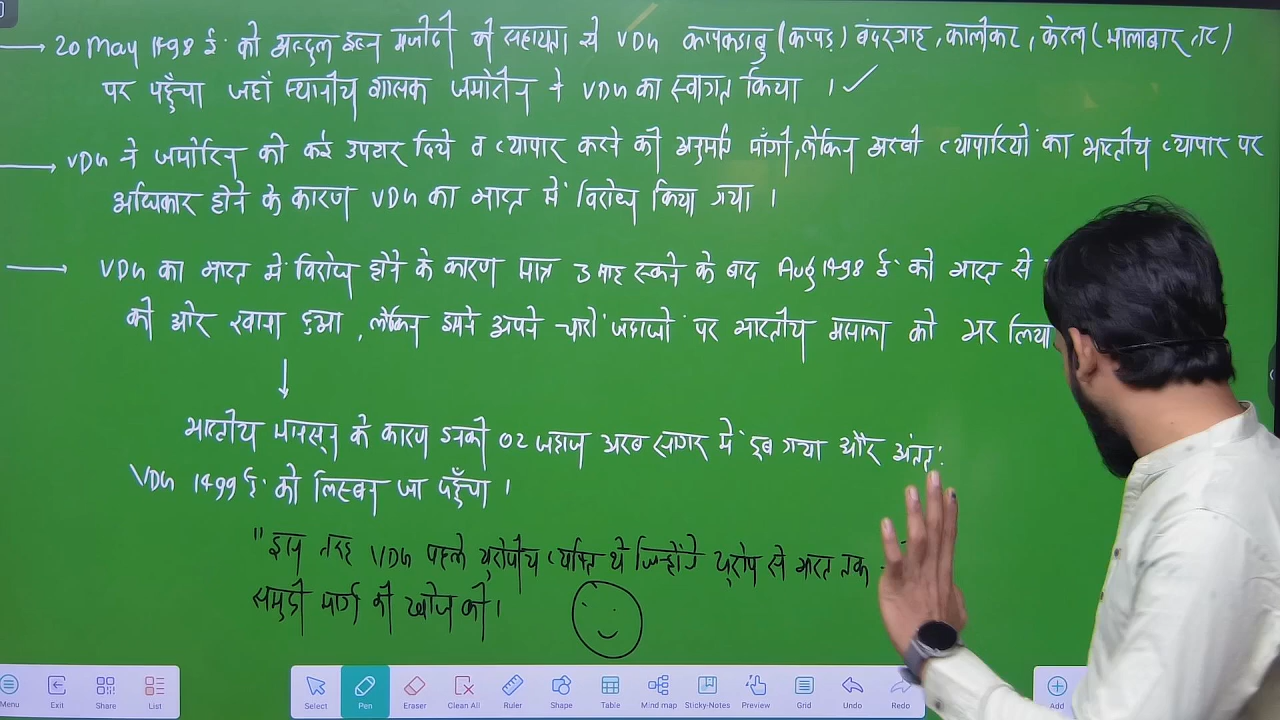 → 20 May 1498 ई॰ को अब्दुल इब्न मजीदी की सहायता से VDG कापकडाबु (कापड़) बंदरगाह, कालीकट, केरल (मालाबार तट)
पर पहुँचा जहाँ स्थानीय शासक जमोरीन ने VDG का स्वागत किया । ✓
→ VDG ने जमोरिन को कई उपहार दिये व व्यापार करने की अनुमति माँगी, लेकिन अरबी व्यापारियों का भारतीय व्यापार पर
अधिकार होने के कारण VDG का भारत में विरोध किया गया ।
→ VDG का भारत में विरोध होने के कारण मात्र 3 माह रूकने के बाद Aug 1498 ई॰ को भारत से
की ओर रवाना हुआ, लेकिन इसने अपने चारों जहाजों पर भारतीय मसाला को भर लिया
↓
भारतीय मानसून के कारण इनकी 02 जहाज अरब सागर में डूब गया और अंततः
VDG 1499 ई॰ को लिस्बन जा पहुँचा ।
"इस तरह VDG पहले यूरोपीय व्यक्ति थे जिन्होंने यूरोप से भारत तक
समुद्री मार्ग की खोज की।
Menu Exit Share List Select Pen Eraser Clean All Ruler Shape Table Mind map Sticky-Notes Preview Grid Undo Redo Add